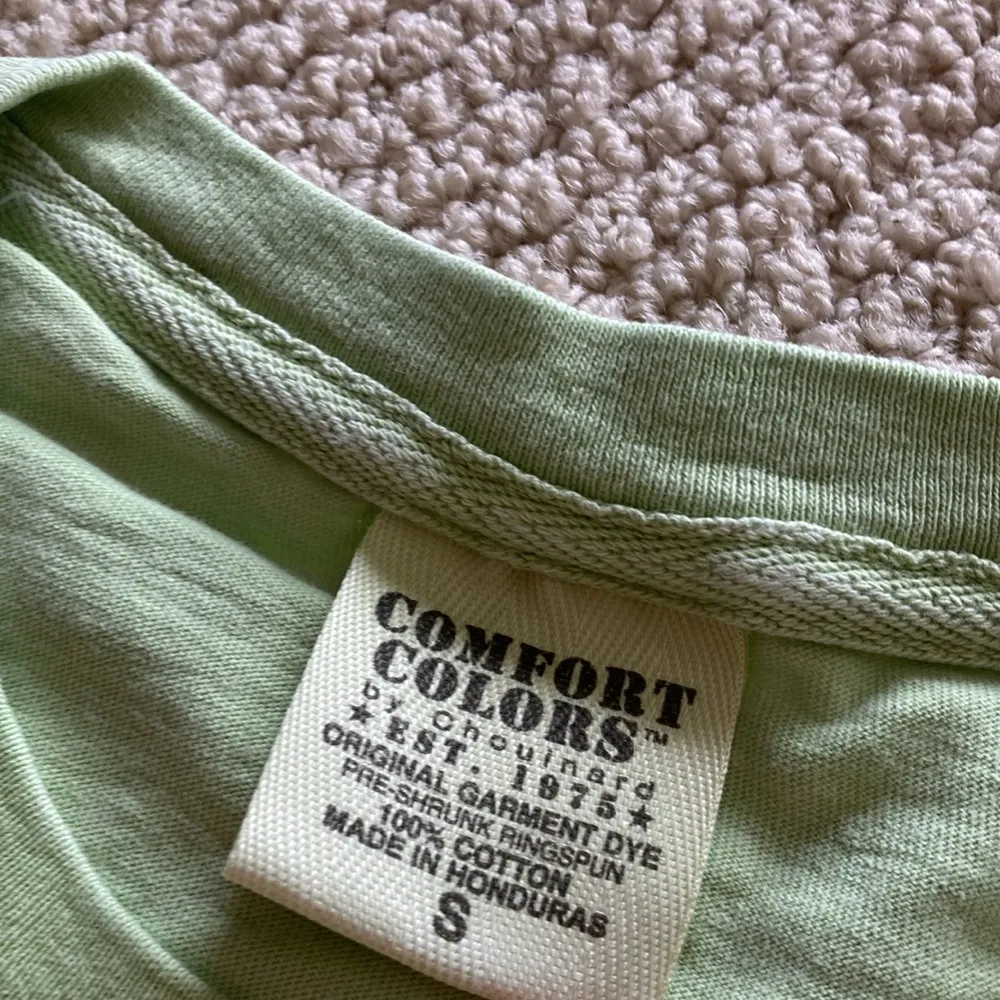 COMFORT
COLORS™
by Chouinard
★ EST. 1975 ★
ORIGINAL GARMENT DYE
PRE-SHRUNK RINGSPUN
100% COTTON
MADE IN HONDURAS
S